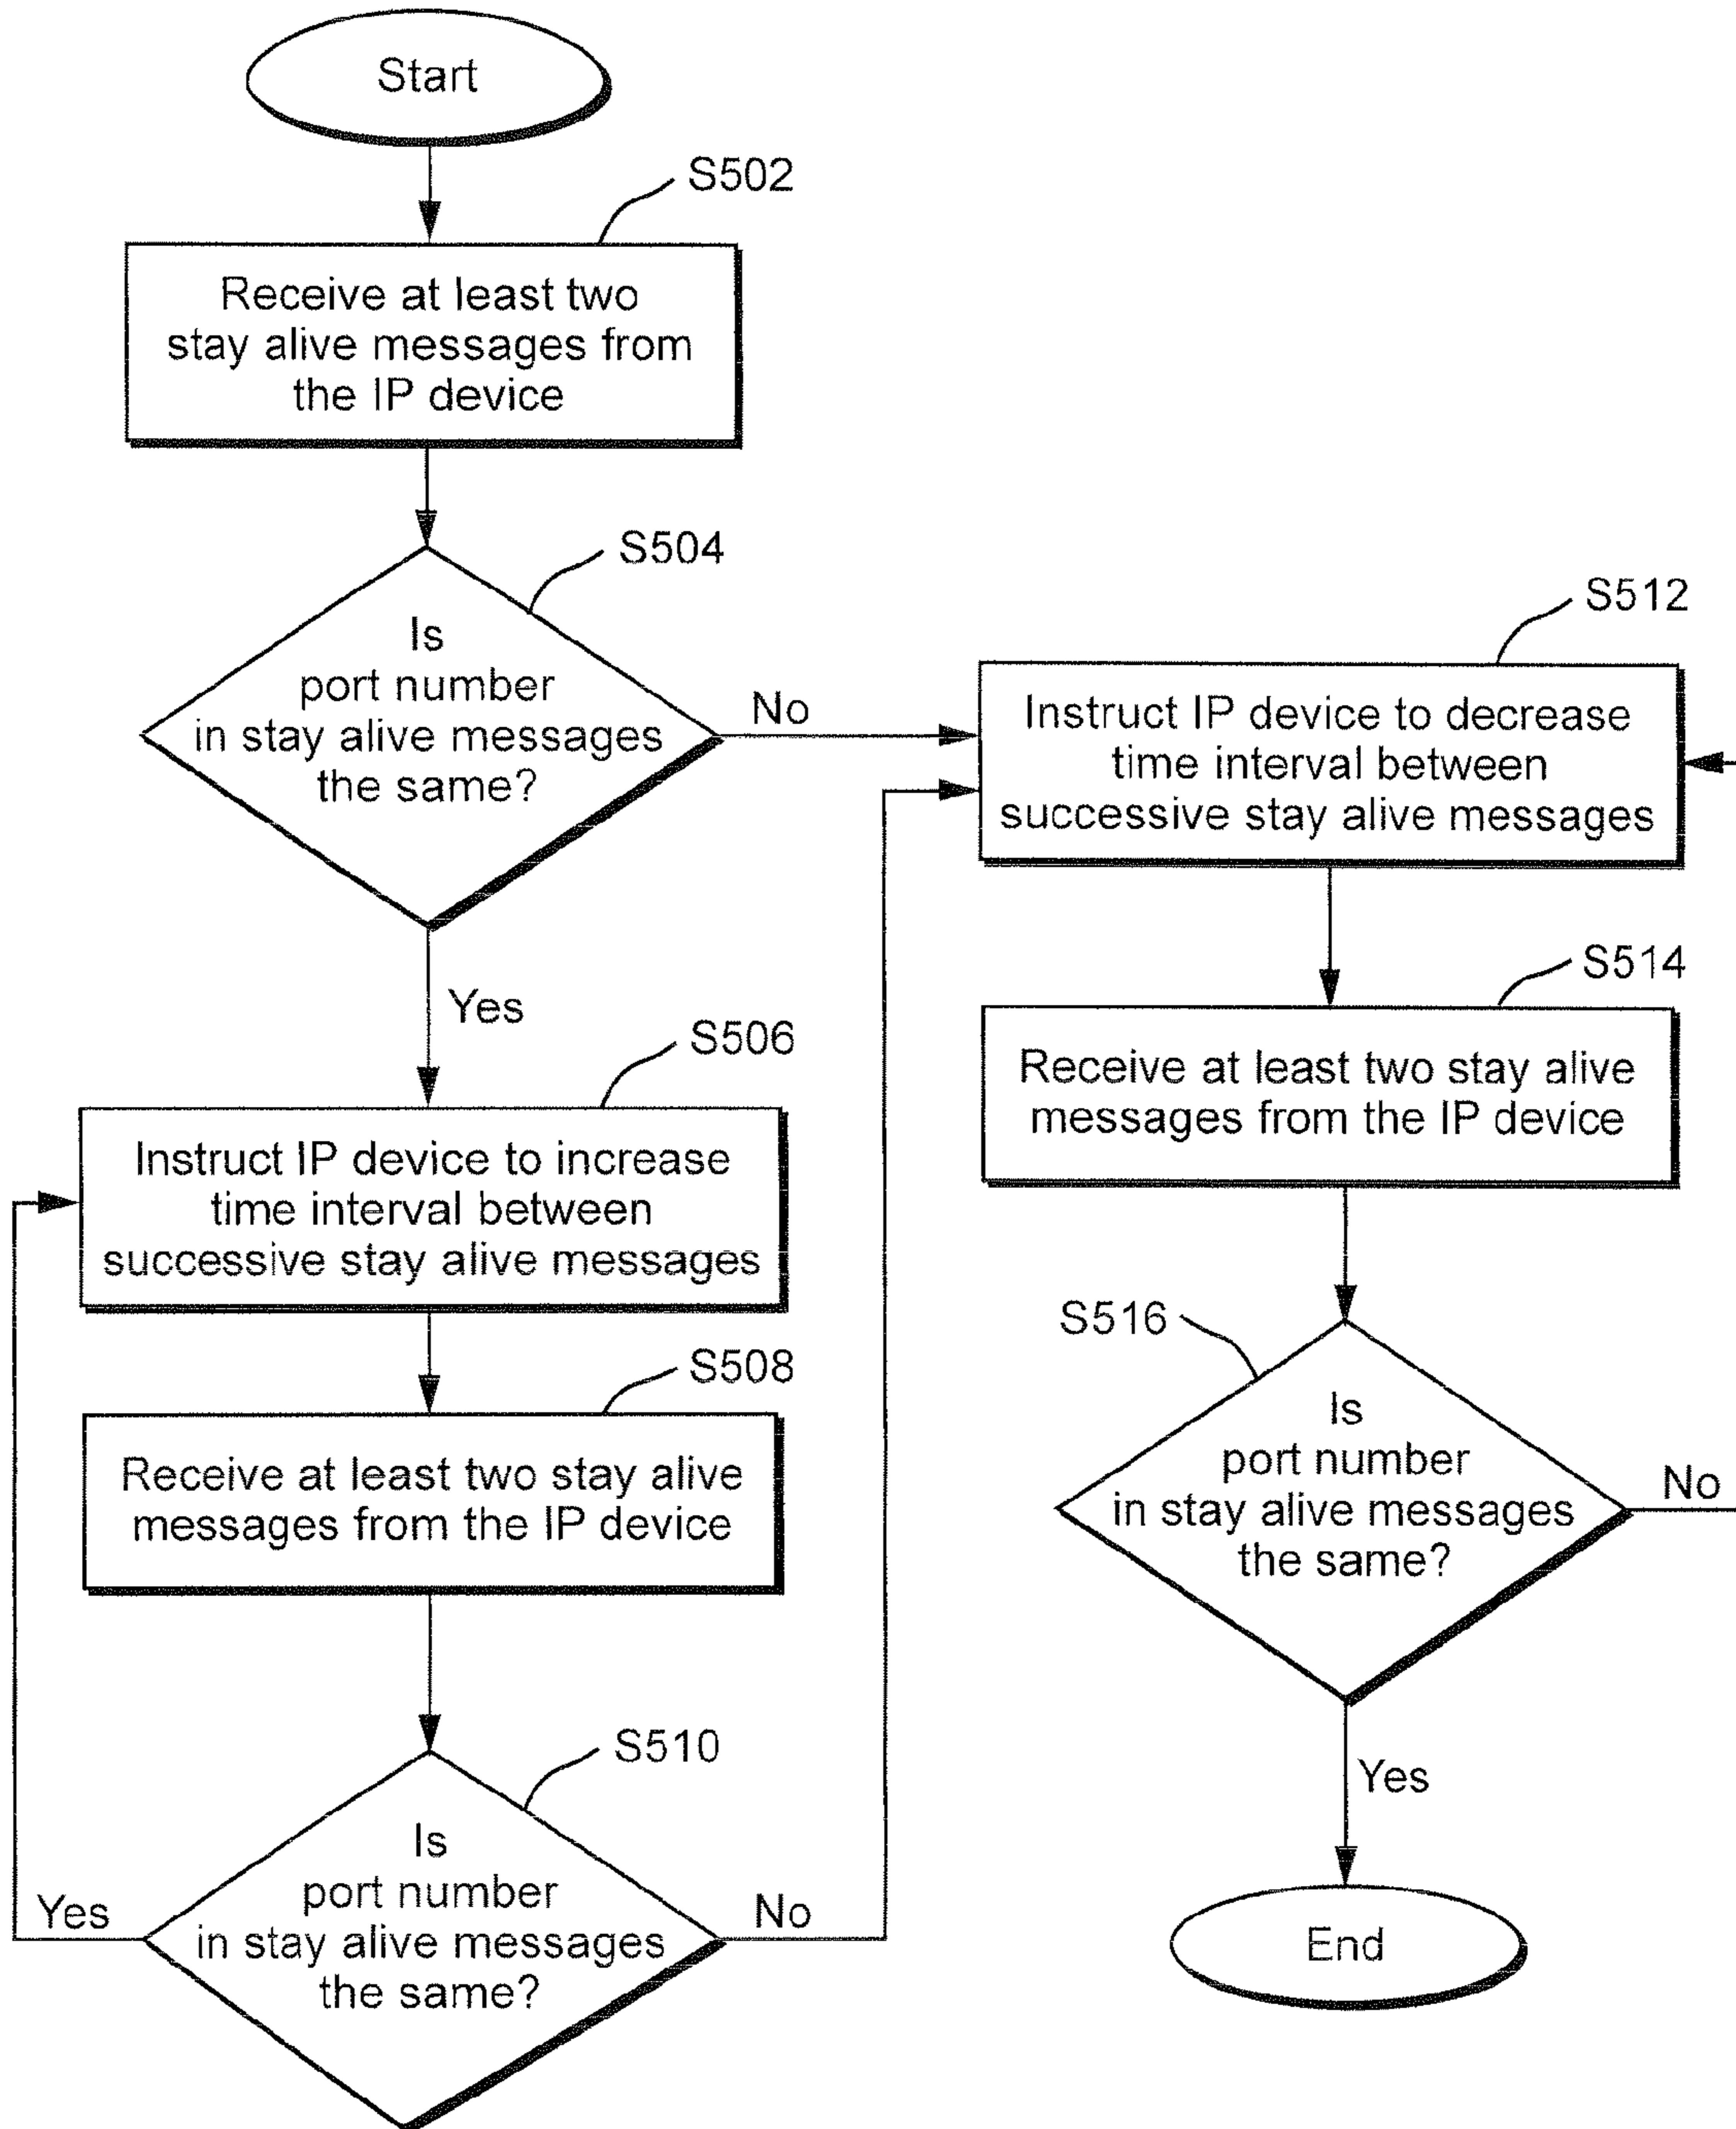 Start
S502
Receive at least two
stay alive messages from
the IP device
S504
Is
port number
in stay alive messages
the same?
No
Yes
S506
Instruct IP device to increase
time interval between
successive stay alive messages
S508
Receive at least two stay alive
messages from the IP device
S510
Is
port number
in stay alive messages
the same?
Yes
No
S512
Instruct IP device to decrease
time interval between
successive stay alive messages
S514
Receive at least two stay alive
messages from the IP device
S516
Is
port number
in stay alive messages
the same?
No
Yes
End